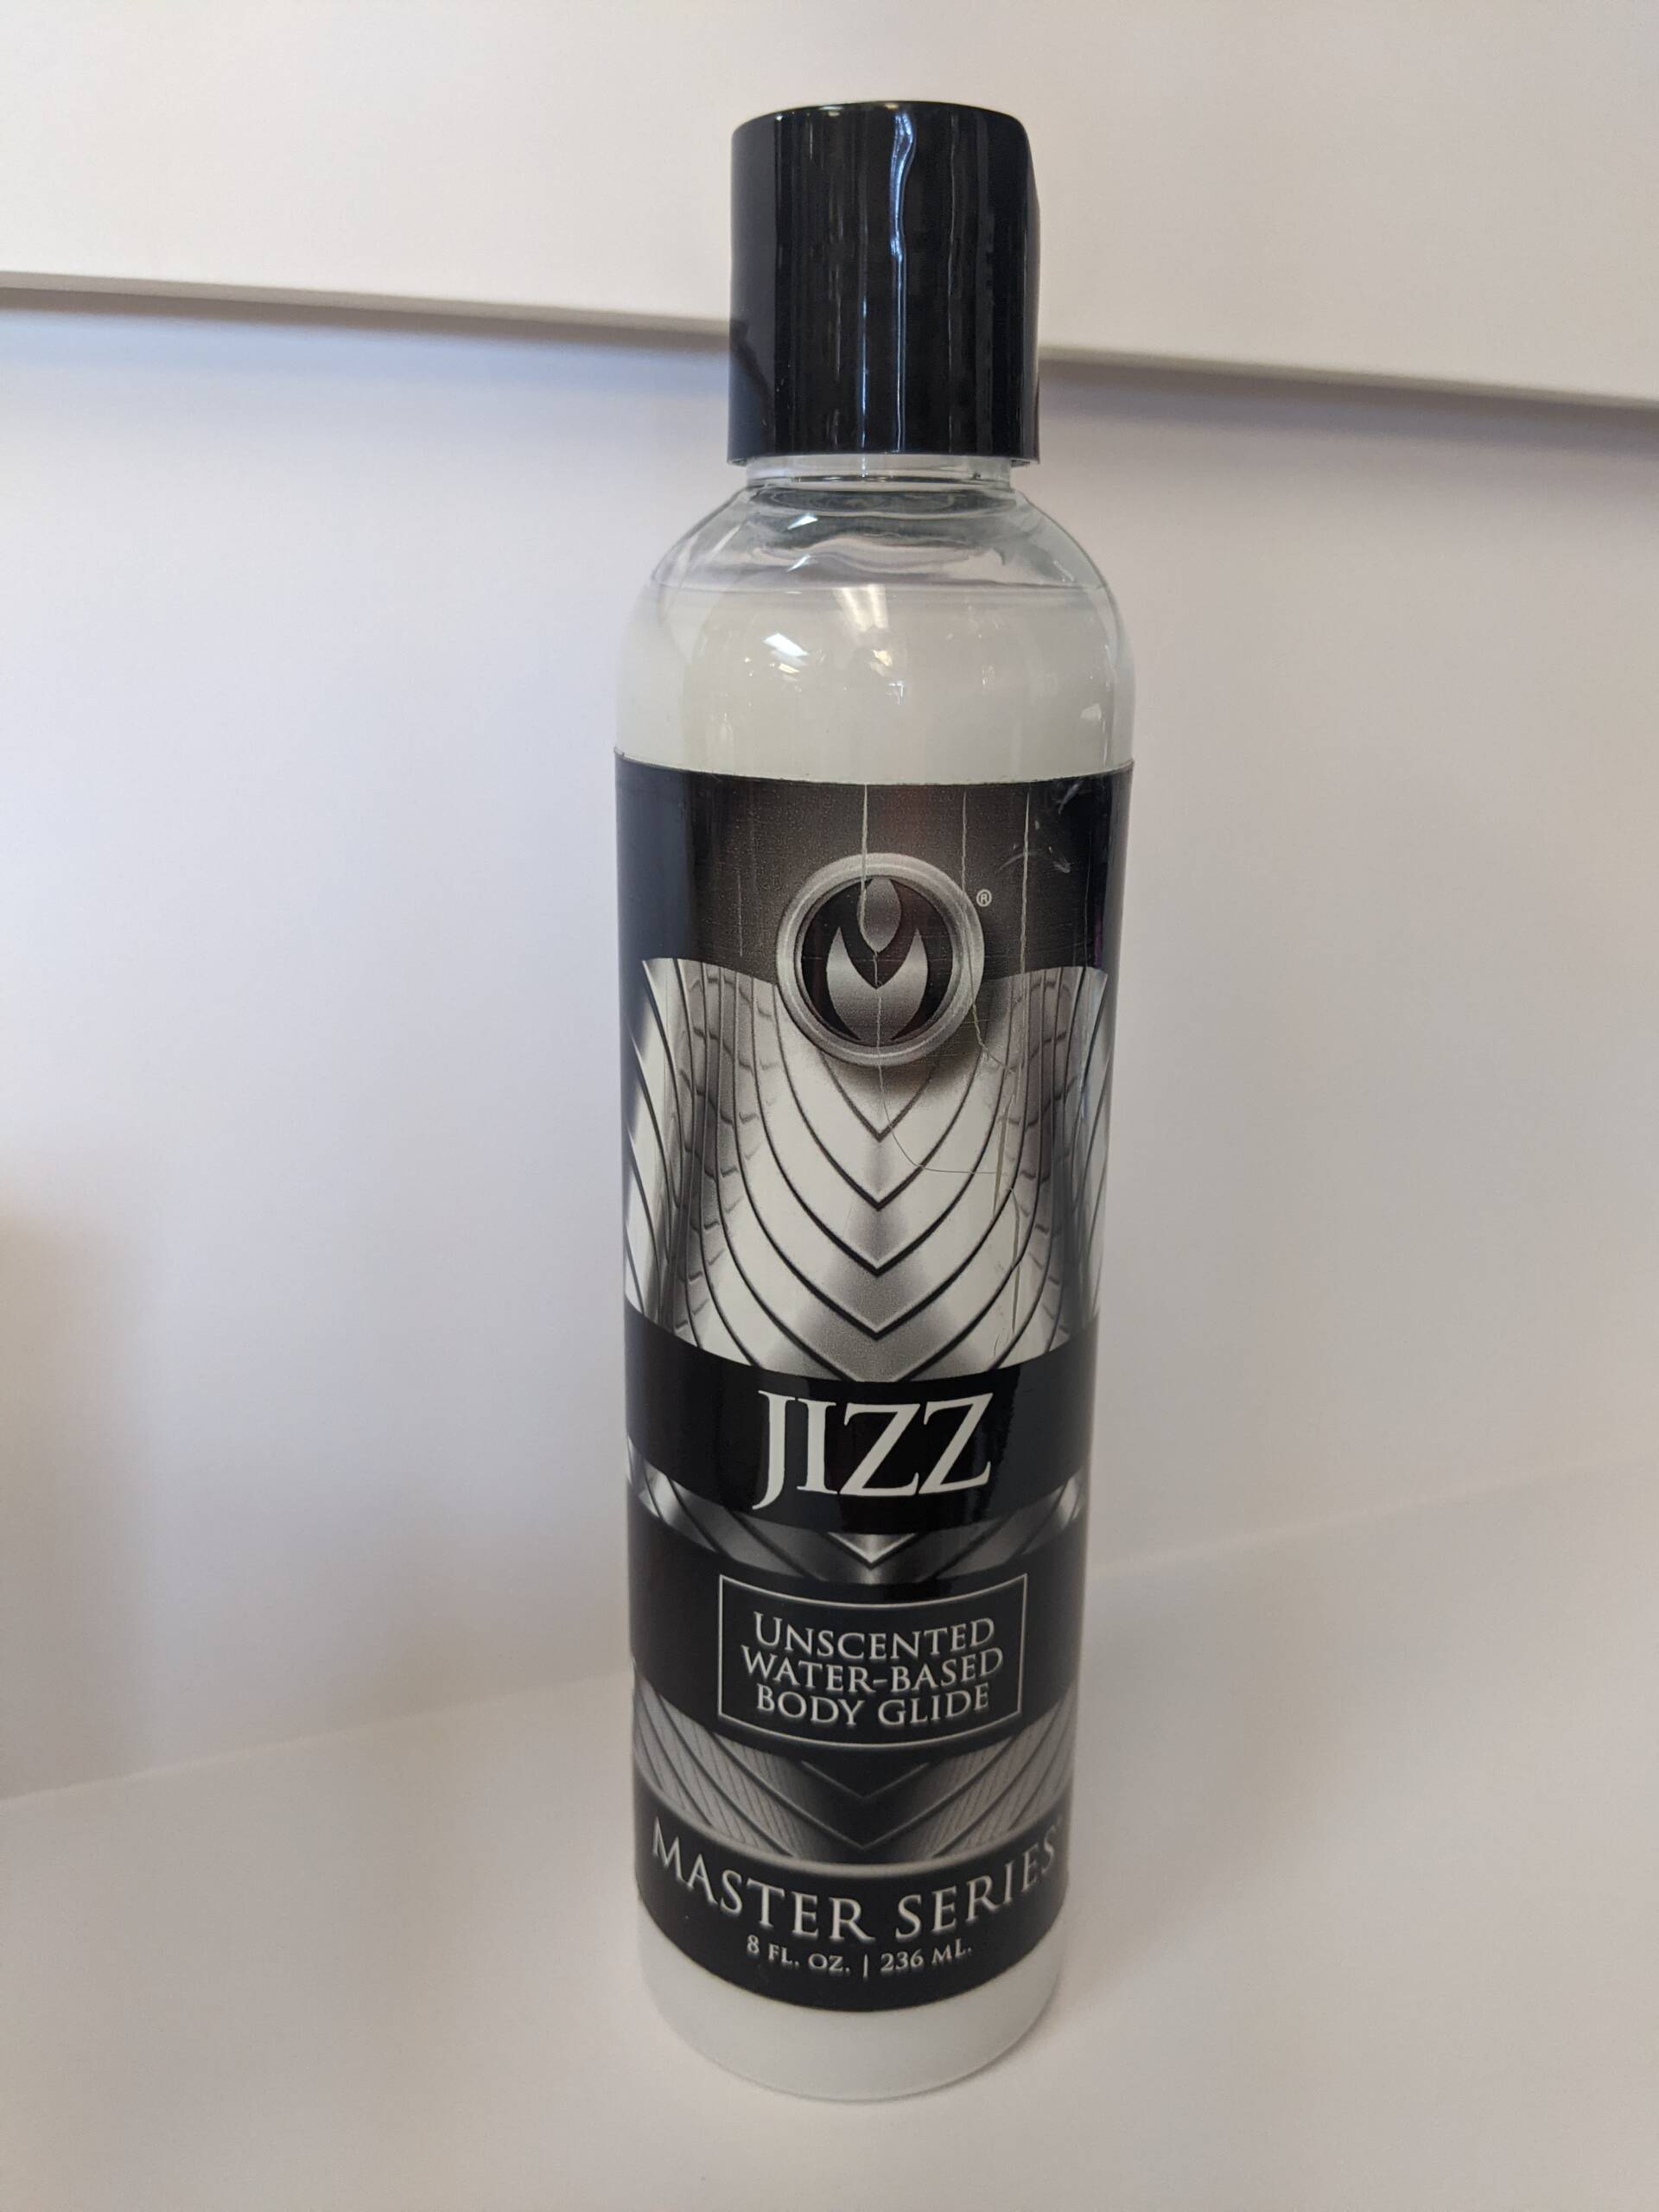 ®
JIZZ
UNSCENTED
WATER-BASED
BODY GLIDE
MASTER SERIES
8 FL. OZ. | 236 ML.